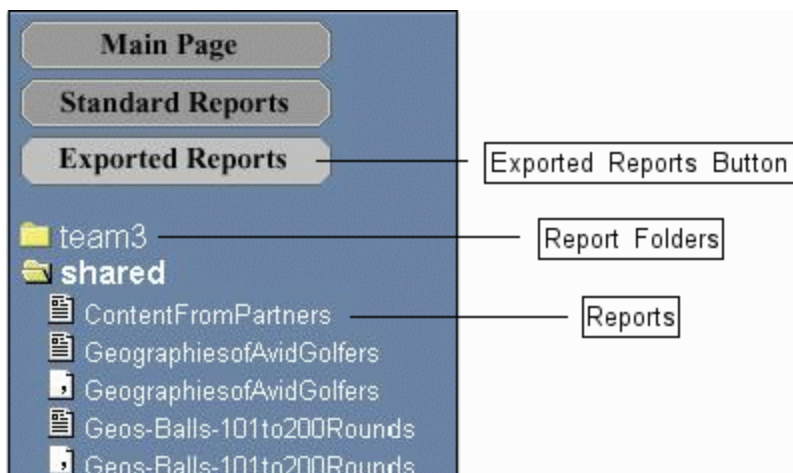 Main Page
Standard Reports
Exported Reports
Exported Reports Button
team3
Report Folders
shared
ContentFromPartners
Reports
GeographiesofAvidGolfers
GeographiesofAvidGolfers
Geos-Balls-101to200Rounds
Geos-Balls-101to200Rounds